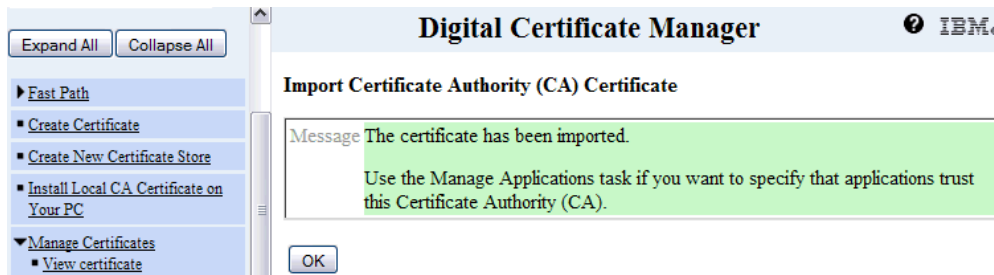 Expand All Collapse All
Fast Path
Create Certificate
Create New Certificate Store
Install Local CA Certificate on
Your PC
Manage Certificates
View certificate
Digital Certificate Manager
IBM
Import Certificate Authority (CA) Certificate
Message The certificate has been imported.
Use the Manage Applications task if you want to specify that applications trust
this Certificate Authority (CA).
OK